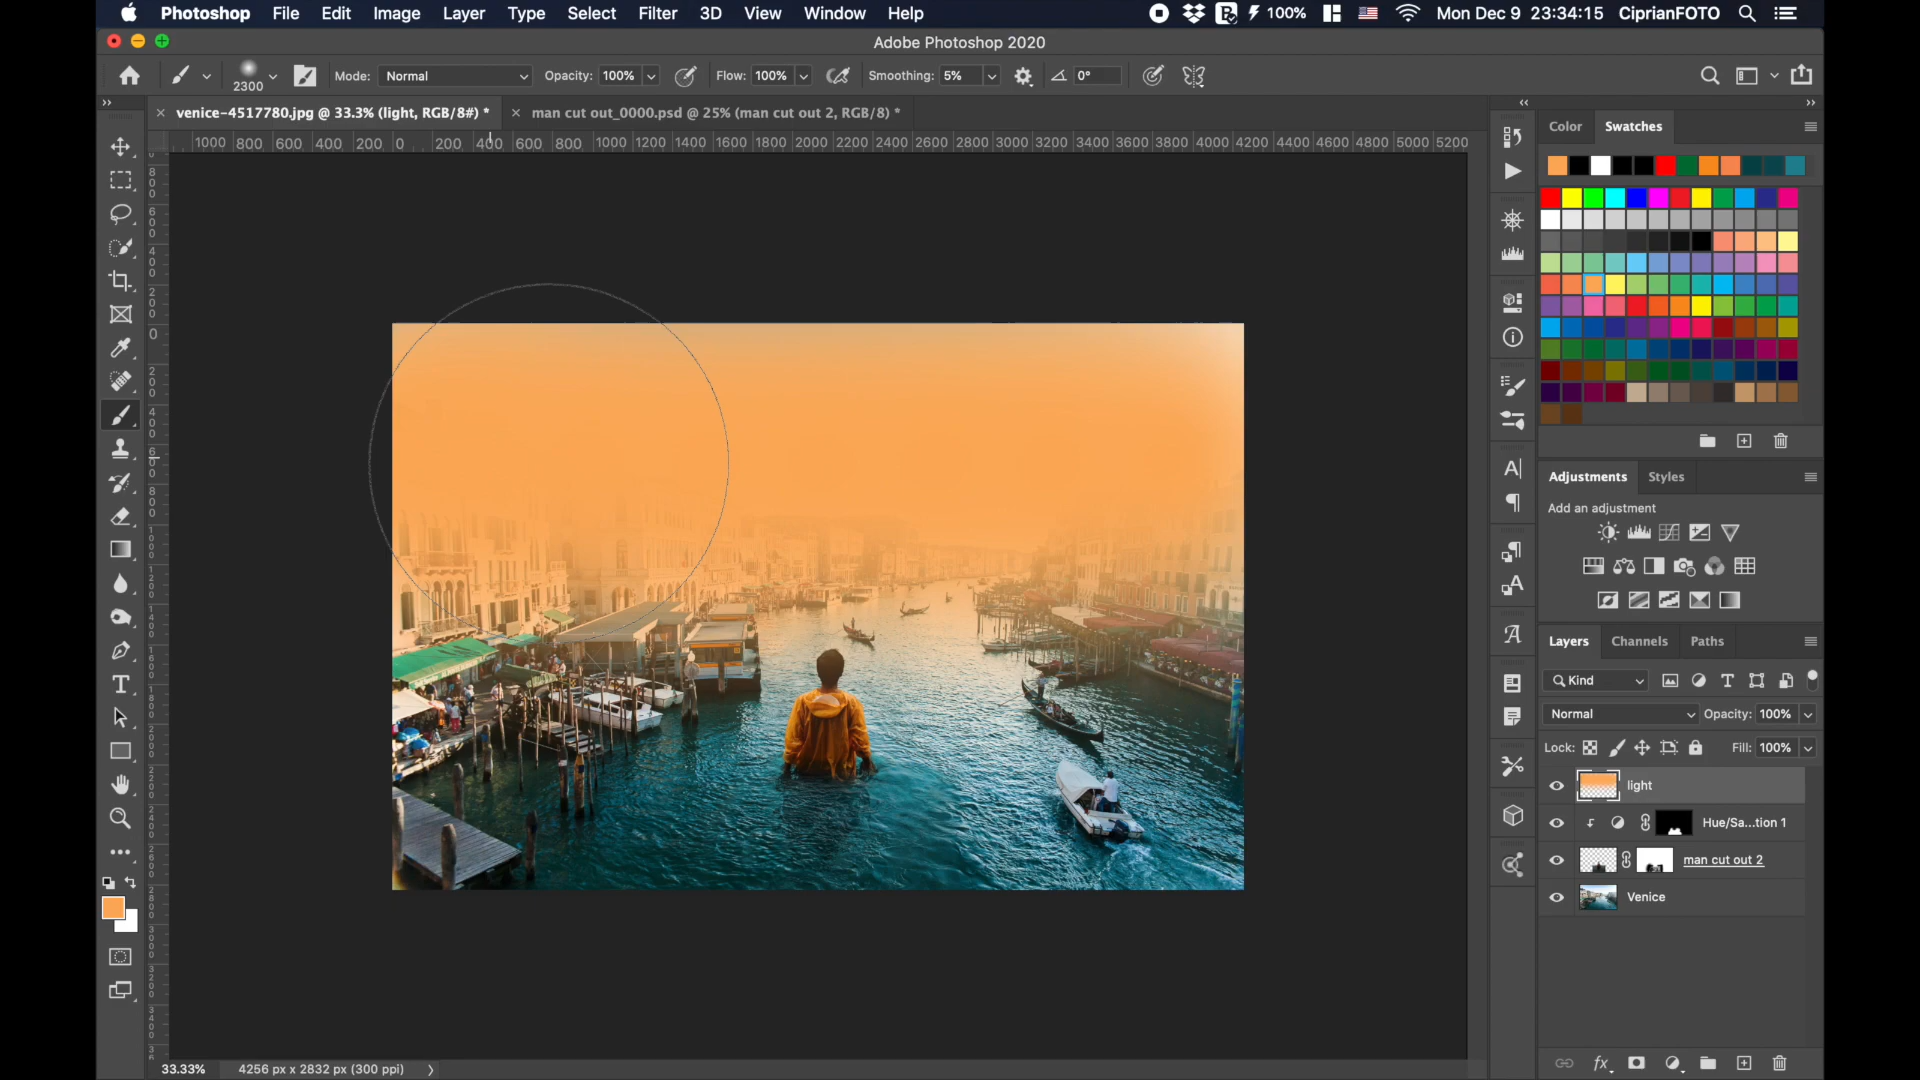 Photoshop File Edit Image Layer Type Select Filter 3D View Window Help 100% Mon Dec 9 23:34:15 CiprianFOTO
Adobe Photoshop 2020
2300 Mode: Normal Opacity: 100% Flow: 100% Smoothing: 5% 0°
venice-4517780.jpg @ 33.3% (light, RGB/8#) * man cut out_0000.psd @ 25% (man cut out 2, RGB/8) *
1000 800 600 400 200 0 200 400 600 800 1000 1200 1400 1600 1800 2000 2200 2400 2600 2800 3000 3200 3400 3600 3800 4000 4200 4400 4600 4800 5000 5200
Color Swatches
Adjustments Styles
Add an adjustment
Layers Channels Paths
Kind
Normal Opacity: 100%
Lock: Fill: 100%
light
Hue/Sa...tion 1
man cut out 2
Venice
fx
33.33% 4256 px x 2832 px (300 ppi)